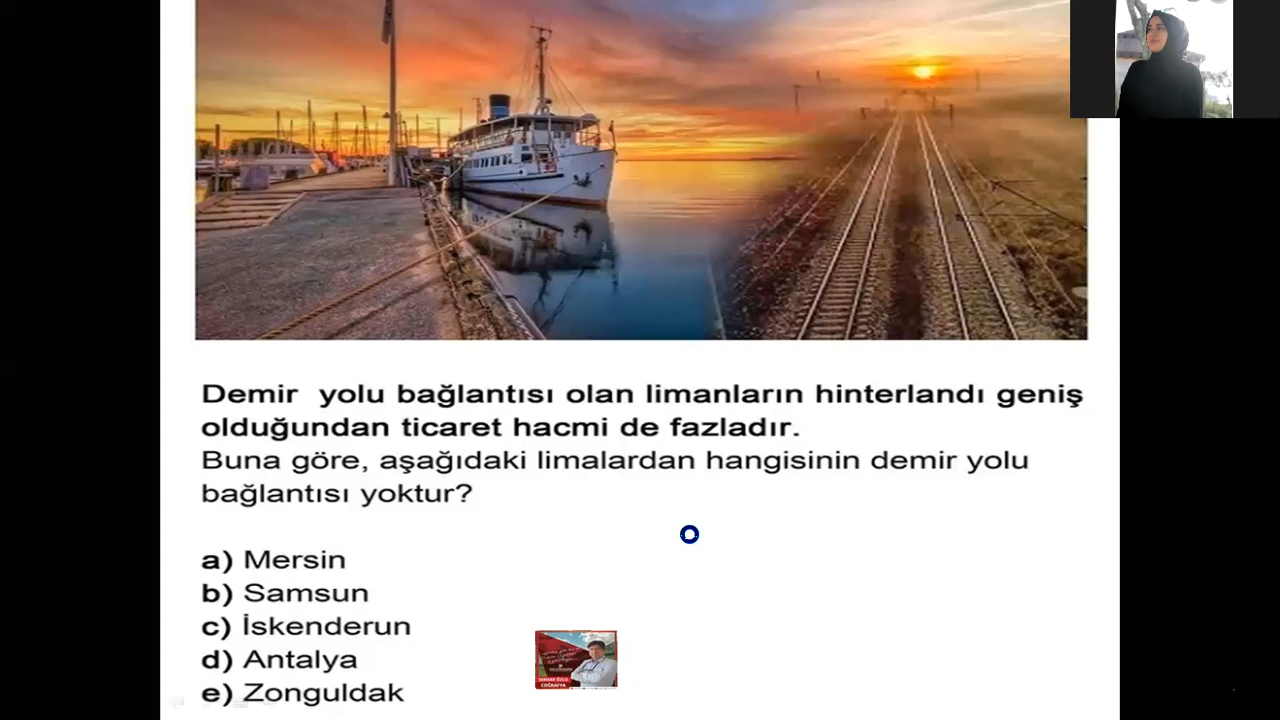 Demir yolu bağlantısı olan limanların hinterlandı geniş
olduğundan ticaret hacmi de fazladır.
Buna göre, aşağıdaki limalardan hangisinin demir yolu
bağlantısı yoktur?
a) Mersin
b) Samsun
c) İskenderun
d) Antalya
e) Zonguldak
COĞRAFYA